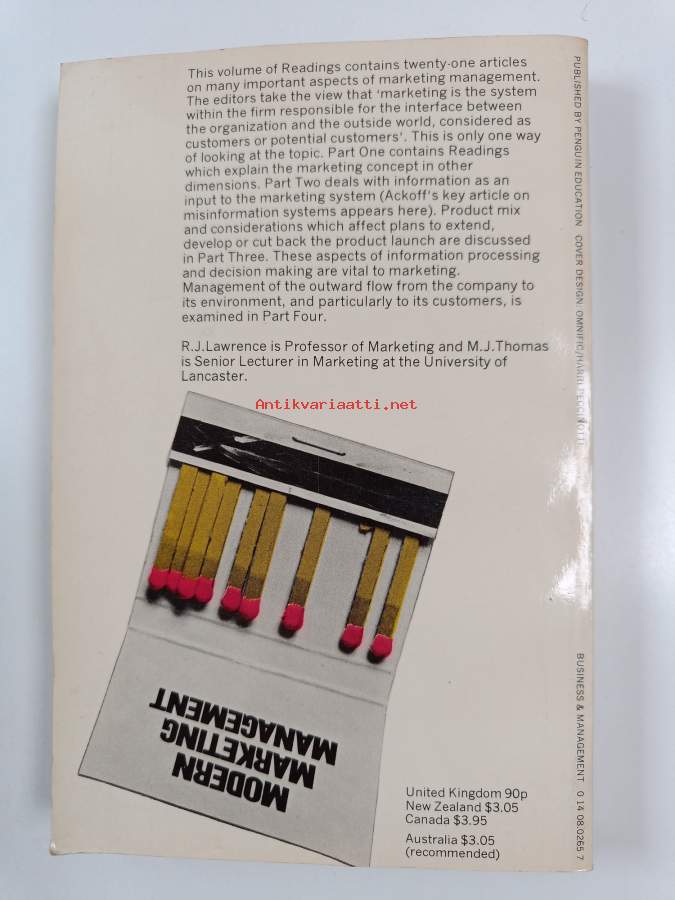 This volume of Readings contains twenty-one articles
on many important aspects of marketing management.
The editors take the view that 'marketing is the system
within the firm responsible for the interface between
the organization and the outside world, considered as
customers or potential customers'. This is only one way
of looking at the topic. Part One contains Readings
which explain the marketing concept in other
dimensions. Part Two deals with information as an
input to the marketing system (Ackoff's key article on
misinformation systems appears here). Product mix
and considerations which affect plans to extend,
develop or cut back the product launch are discussed
in Part Three. These aspects of information processing
and decision making are vital to marketing.
Management of the outward flow from the company to
its environment, and particularly to its customers, is
examined in Part Four.
R.J.Lawrence is Professor of Marketing and M.J.Thomas
is Senior Lecturer in Marketing at the University of
Lancaster.
Antikvariaatti.net
MODERN
MARKETING
MANAGEMENT
United Kingdom 90p
New Zealand $3.05
Canada $3.95
Australia $3.05
(recommended)
PUBLISHED BY PENGUIN EDUCATION COVER DESIGN: OMNIFIC/HARRI PECCINOTTI
BUSINESS & MANAGEMENT 0 14 08.0265 7